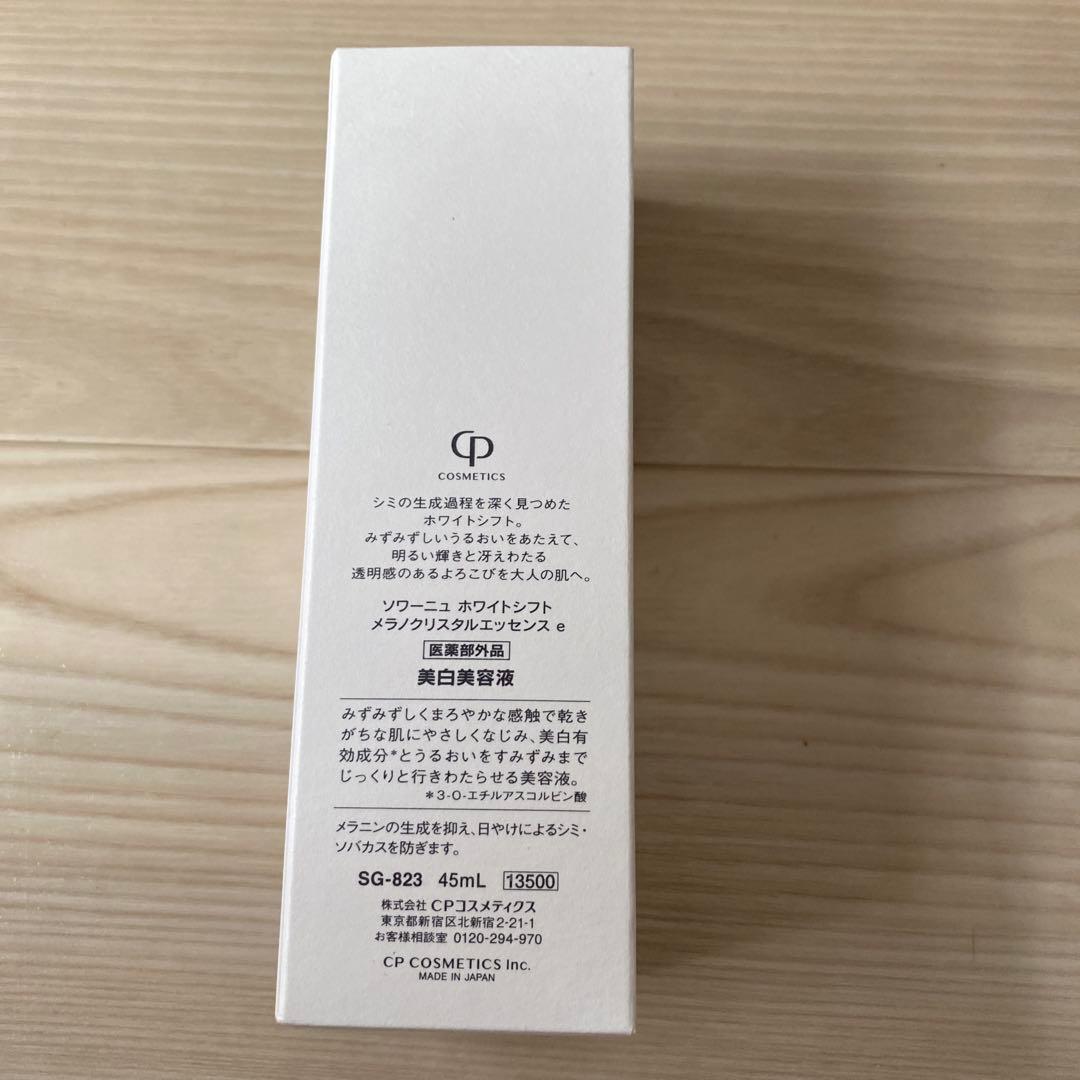 CP
COSMETICS
シミの生成過程を深く見つめた
ホワイトシフト。
みずみずしいうるおいをあたえて、
明るい輝きと冴えわたる
透明感のあるよろこびを大人の肌へ。
ソワーニュ ホワイトシフト
メラノクリスタルエッセンス e
医薬部外品
美白美容液
みずみずしくまろやかな感触で乾き
がちな肌にやさしくなじみ、美白有
効成分*とうるおいをすみずみまで
じっくりと行きわたらせる美容液。
*3-O-エチルアスコルビン酸
メラニンの生成を抑え、日やけによるシミ・
ソバカスを防ぎます。
SG-823 45mL 13500
株式会社 CPコスメティクス
東京都新宿区北新宿2-21-1
お客様相談室 0120-294-970
CP COSMETICS Inc.
MADE IN JAPAN